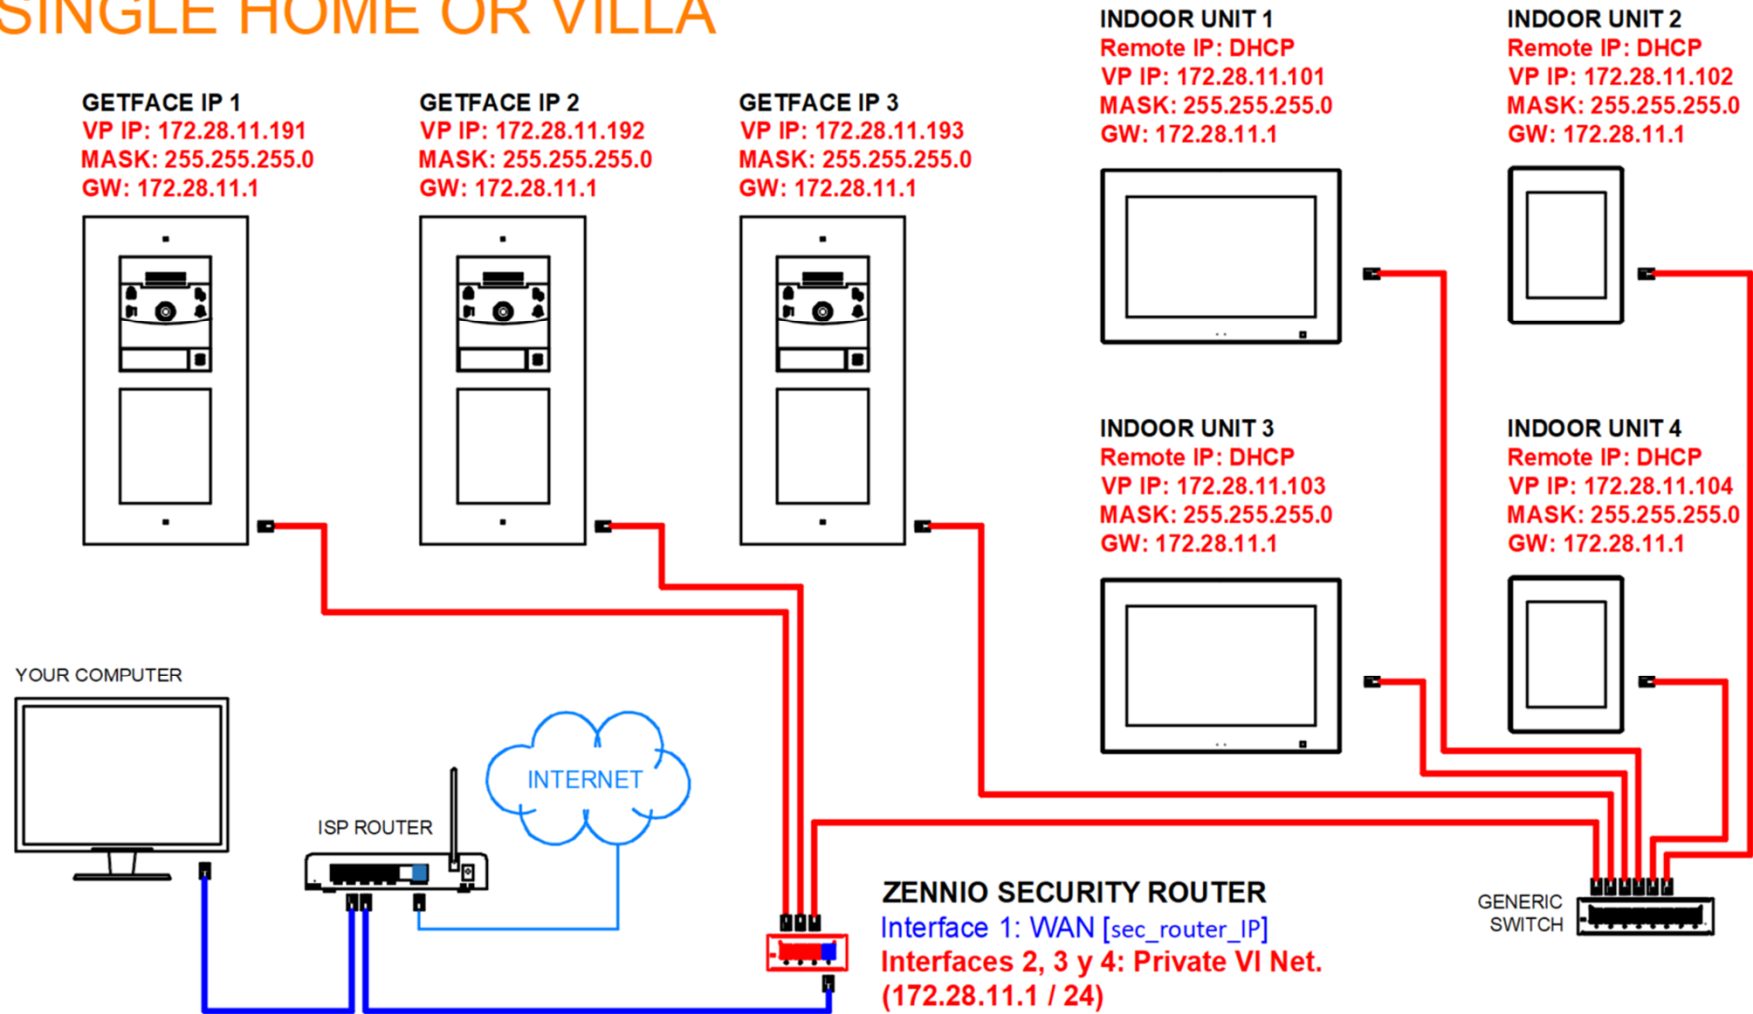 SINGLE HOME OR VILLA
GETFACE IP 1
VP IP: 172.28.11.191
MASK: 255.255.255.0
GW: 172.28.11.1
GETFACE IP 2
VP IP: 172.28.11.192
MASK: 255.255.255.0
GW: 172.28.11.1
GETFACE IP 3
VP IP: 172.28.11.193
MASK: 255.255.255.0
GW: 172.28.11.1
INDOOR UNIT 1
Remote IP: DHCP
VP IP: 172.28.11.101
MASK: 255.255.255.0
GW: 172.28.11.1
INDOOR UNIT 2
Remote IP: DHCP
VP IP: 172.28.11.102
MASK: 255.255.255.0
GW: 172.28.11.1
INDOOR UNIT 3
Remote IP: DHCP
VP IP: 172.28.11.103
MASK: 255.255.255.0
GW: 172.28.11.1
INDOOR UNIT 4
Remote IP: DHCP
VP IP: 172.28.11.104
MASK: 255.255.255.0
GW: 172.28.11.1
YOUR COMPUTER
ISP ROUTER
INTERNET
ZENNIO SECURITY ROUTER
Interface 1: WAN [sec_router_IP]
Interfaces 2, 3 y 4: Private VI Net.
(172.28.11.1 / 24)
GENERIC
SWITCH